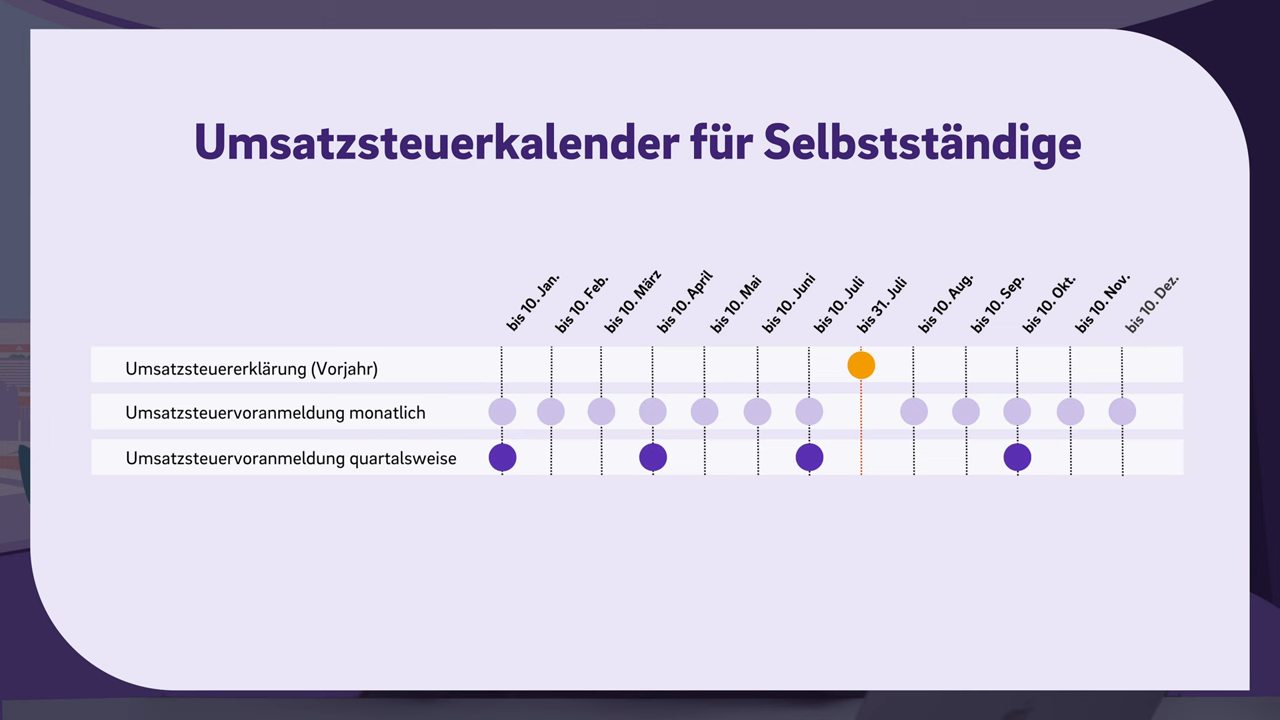 Umsatzsteuerkalender für Selbstständige
bis 10. Jan.
bis 10. Feb.
bis 10. März
bis 10. April
bis 10. Mai
bis 10. Juni
bis 10. Juli
bis 31. Juli
bis 10. Aug.
bis 10. Sep.
bis 10. Okt.
bis 10. Nov.
bis 10. Dez.
Umsatzsteuererklärung (Vorjahr)
Umsatzsteuervoranmeldung monatlich
Umsatzsteuervoranmeldung quartalsweise